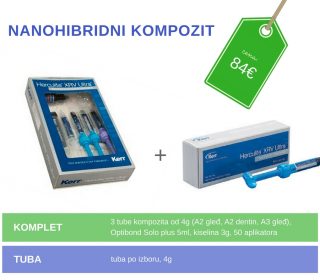 NANOHIBRIDNI KOMPOZIT
84€
Herculite XRV Ultra
Kerr
Kerr
Herculite XRV Ultra
Kerr
KOMPLET
3 tube kompozita od 4g (A2 gleđ, A2 dentin, A3 gleđ),
Optibond Solo plus 5ml, kiselina 3g, 50 aplikatora
TUBA
tuba po izboru, 4g